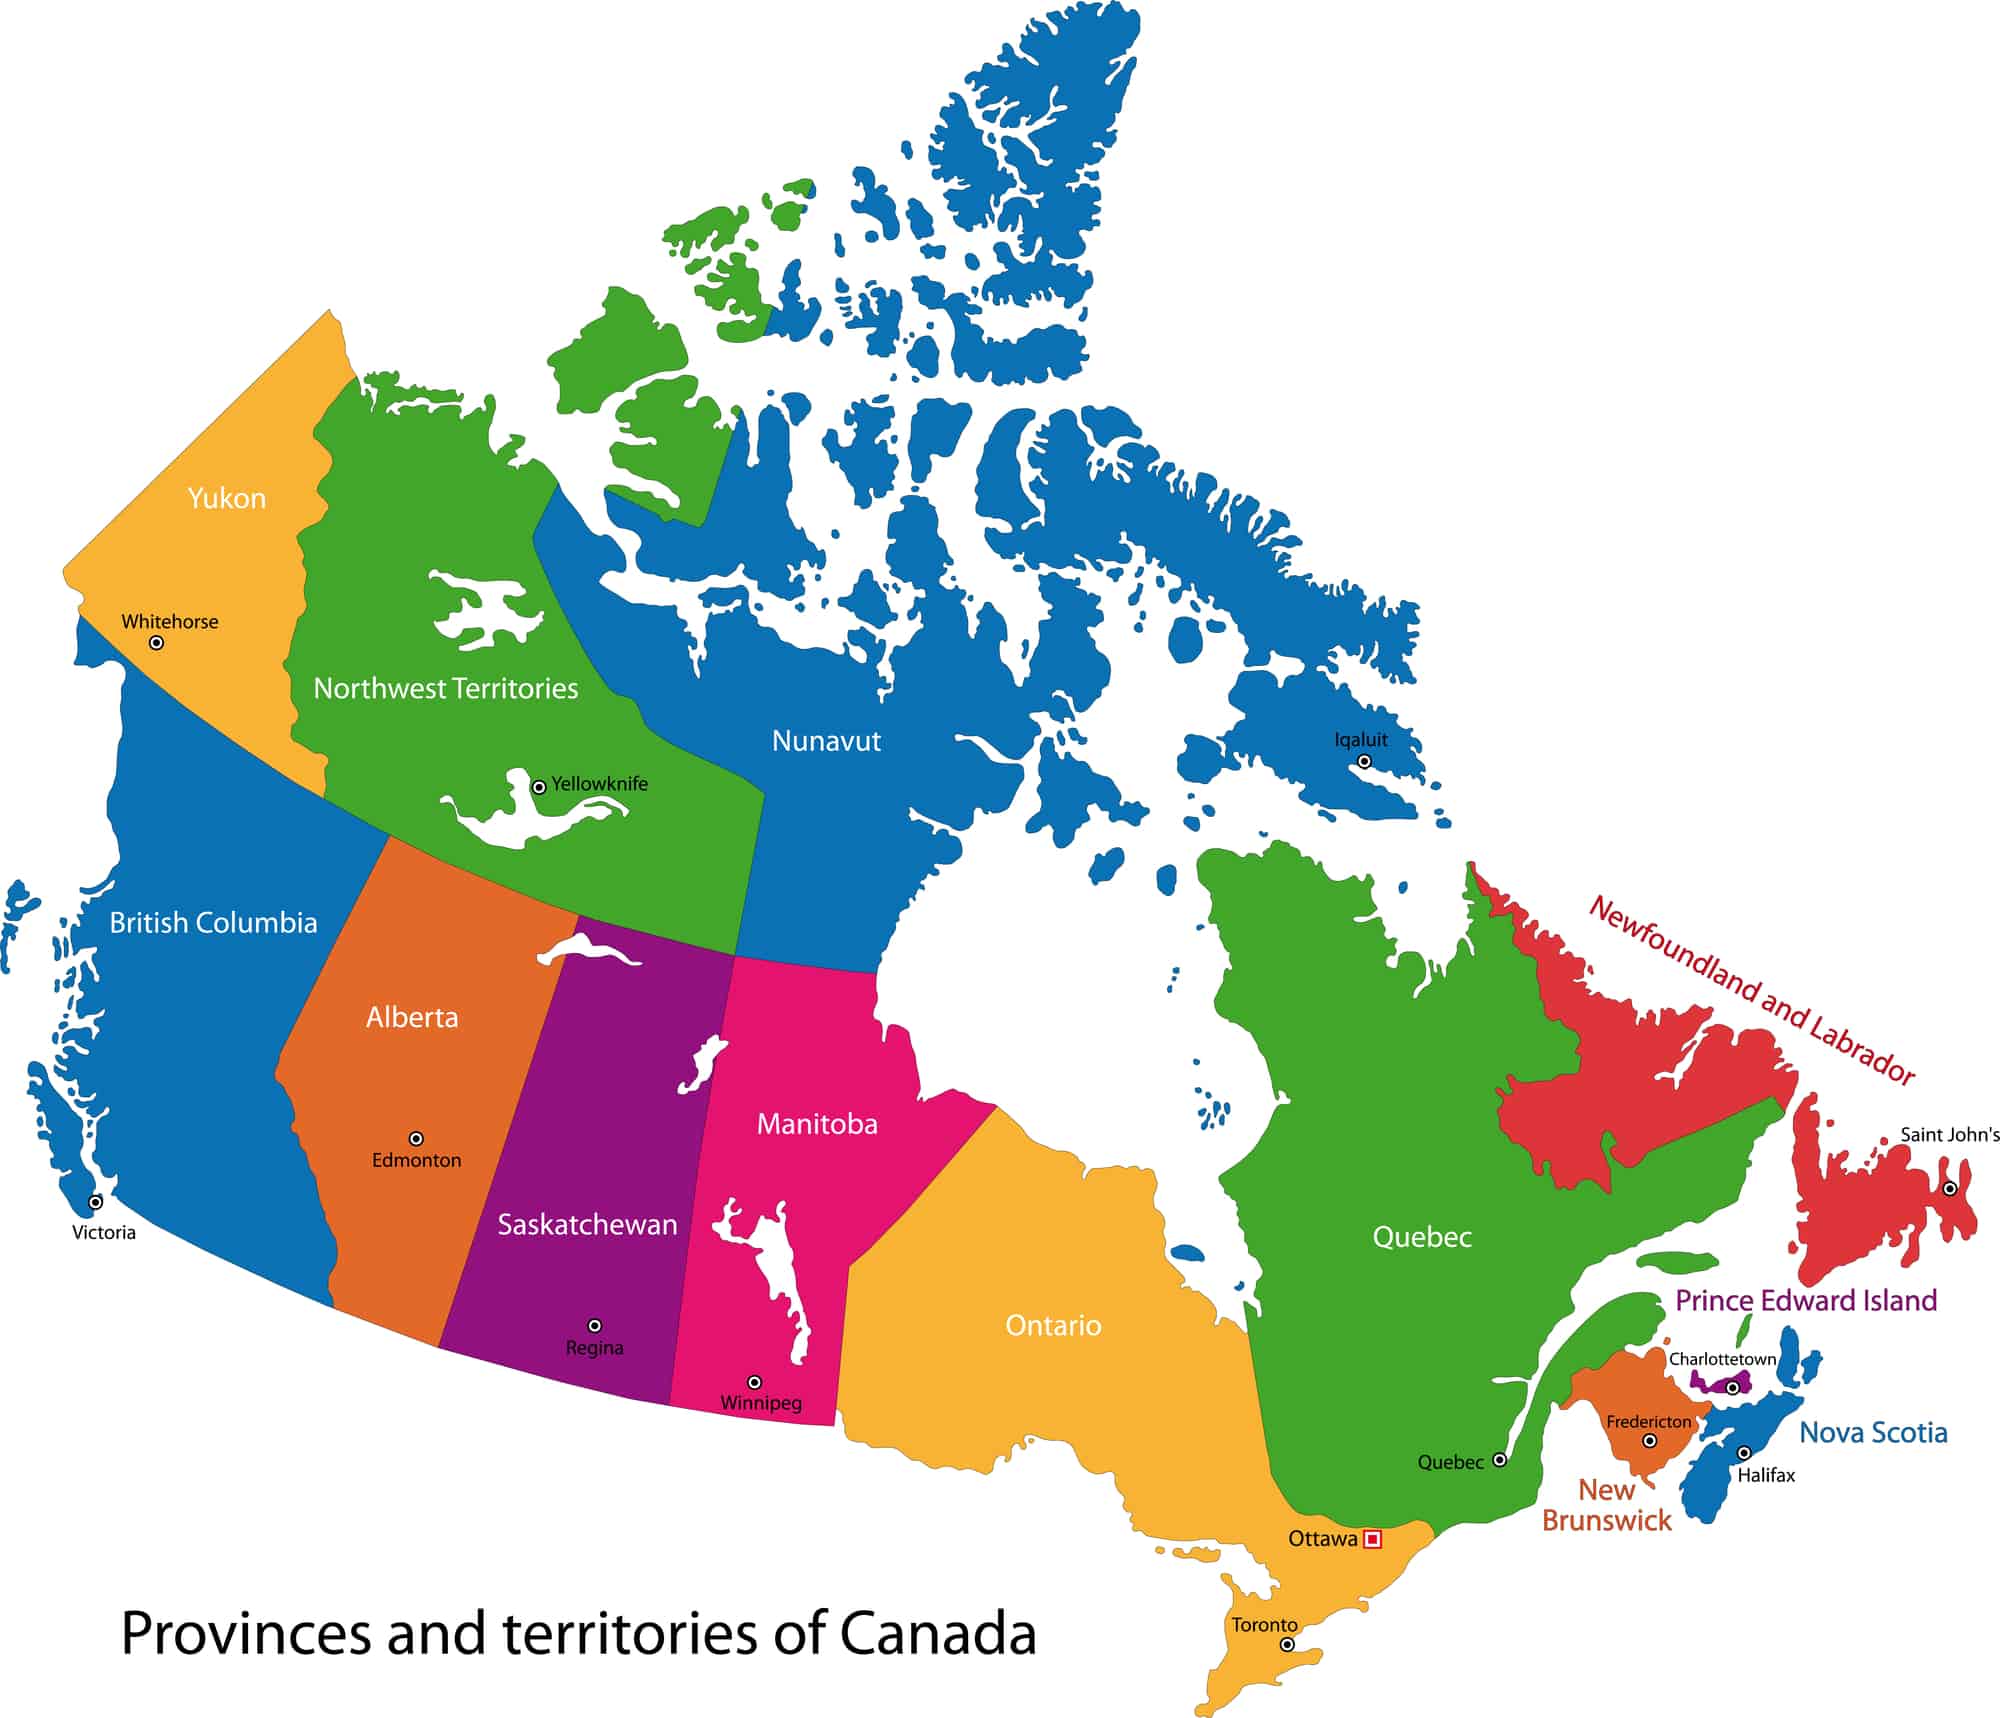 Yukon
Whitehorse
Northwest Territories
Nunavut
Iqaluit
Yellowknife
British Columbia
Newfoundland and Labrador
Alberta
Manitoba
Saint John's
Edmonton
Saskatchewan
Victoria
Quebec
Prince Edward Island
Ontario
Regina
Charlottetown
Winnipeg
Fredericton
Nova Scotia
Quebec
Halifax
New
Brunswick
Ottawa
Toronto
Provinces and territories of Canada